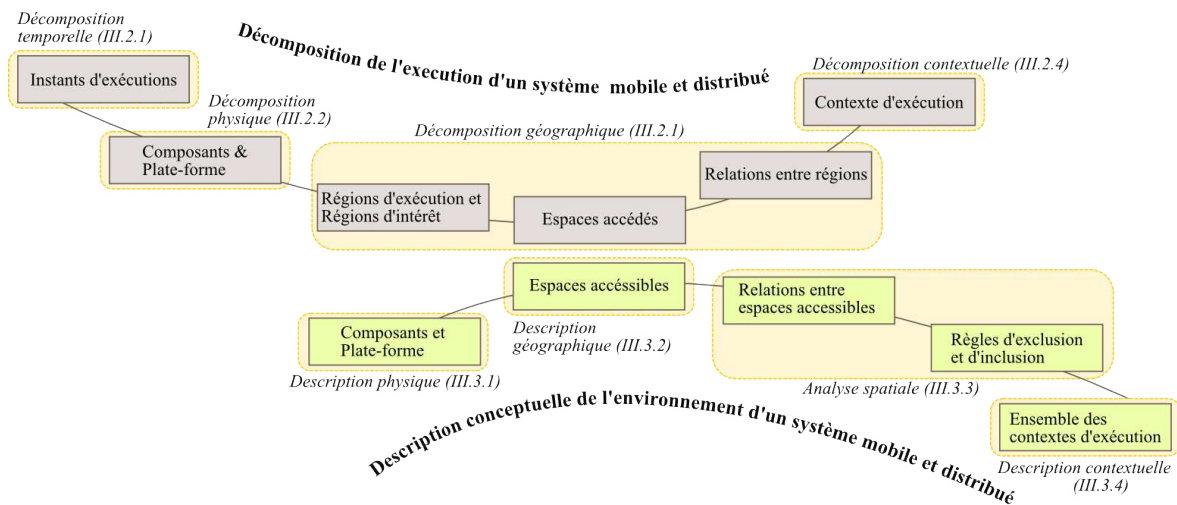 Décomposition
temporelle (III.2.1)
Instants d'exécutions
Décomposition de l'execution d'un système mobile et distribué
Décomposition
physique (III.2.2)
Composants &
Plate-forme
Décomposition géographique (III.2.1)
Régions d'exécution et
Régions d'intérêt
Espaces accédés
Relations entre régions
Décomposition contextuelle (III.2.4)
Contexte d'exécution
Composants et
Plate-forme
Description physique (III.3.1)
Espaces accéssibles
Description
géographique (III.3.2)
Relations entre
espaces accessibles
Règles d'exclusion
et d'inclusion
Analyse spatiale (III.3.3)
Ensemble des
contextes d'exécution
Description contextuelle
(III.3.4)
Description conceptuelle de l'environnement d'un système mobile et distribué